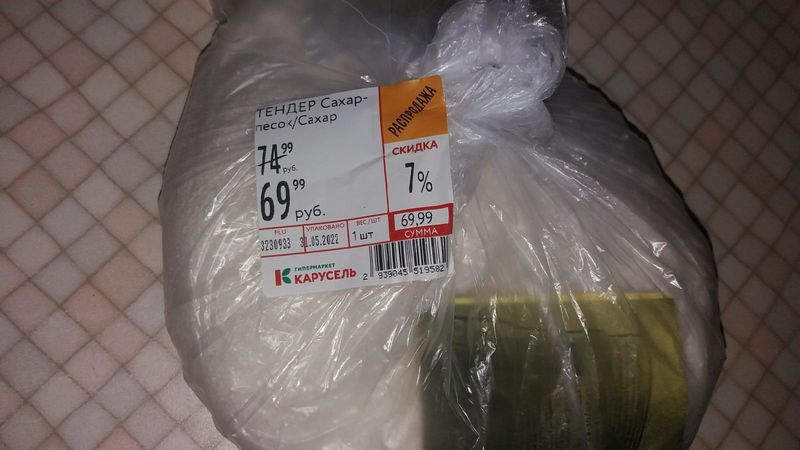 ТЕНДЕР Сахар-
песок/Сахар
РАСПРОДАЖА
74 99
руб.
69 99
руб.
СКИДКА
7%
PLU
3230983
УПАКОВАНО
31.05.2022
ВЕС/ШТ
1 шт
69,99
СУММА
ГИПЕРМАРКЕТ
КАРУСЕЛЬ
2 939045 519582